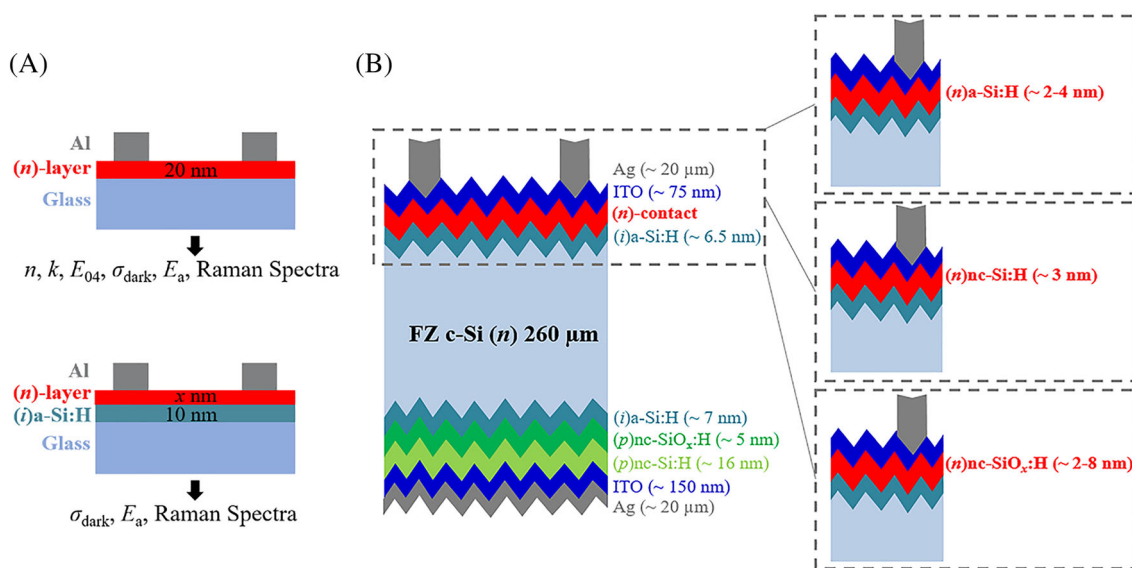 (A)
Al
(n)-layer
20 nm
Glass
n, k, E04, σdark, Ea, Raman Spectra
Al
(n)-layer
x nm
(i)a-Si:H
10 nm
Glass
σdark, Ea, Raman Spectra
(B)
Ag (~ 20 µm)
ITO (~ 75 nm)
(n)-contact
(i)a-Si:H (~ 6.5 nm)
FZ c-Si (n) 260 µm
(i)a-Si:H (~ 7 nm)
(p)nc-SiOx:H (~ 5 nm)
(p)nc-Si:H (~ 16 nm)
ITO (~ 150 nm)
Ag (~ 20 µm)
(n)a-Si:H (~ 2-4 nm)
(n)nc-Si:H (~ 3 nm)
(n)nc-SiOx:H (~ 2-8 nm)